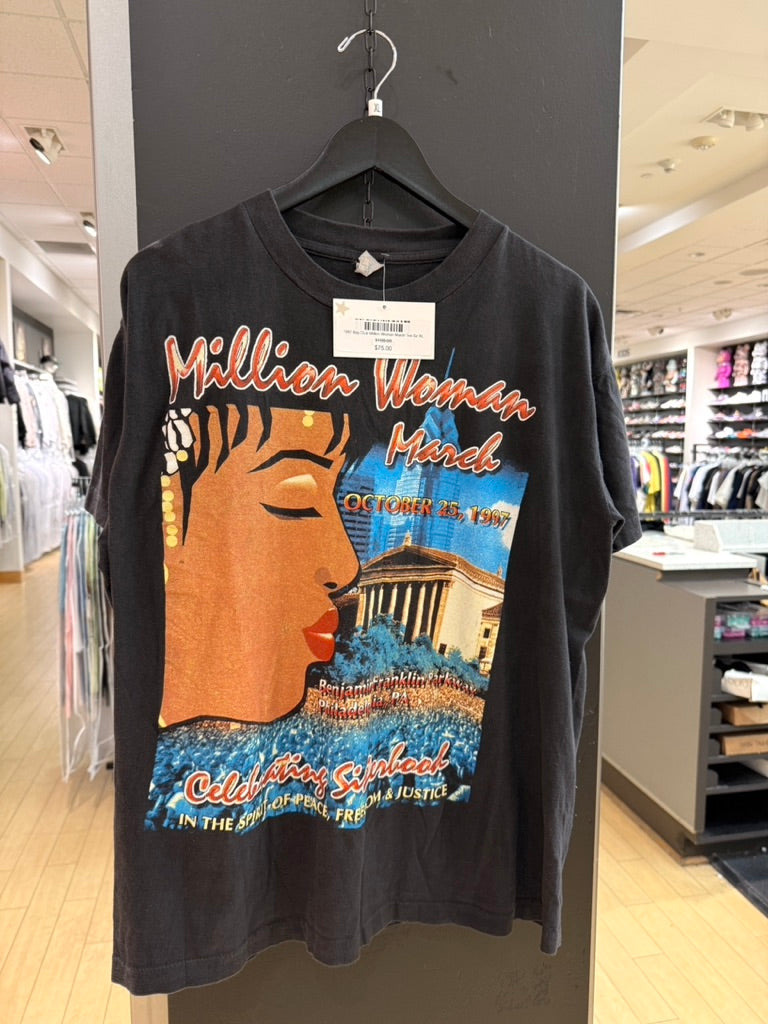 XL
$75.00
Million Woman
March
OCTOBER 25, 1997
Benjamin Franklin Parkway
Philadelphia, PA
Celebrating Sisterhood
IN THE SPIRIT OF PEACE, FREEDOM & JUSTICE